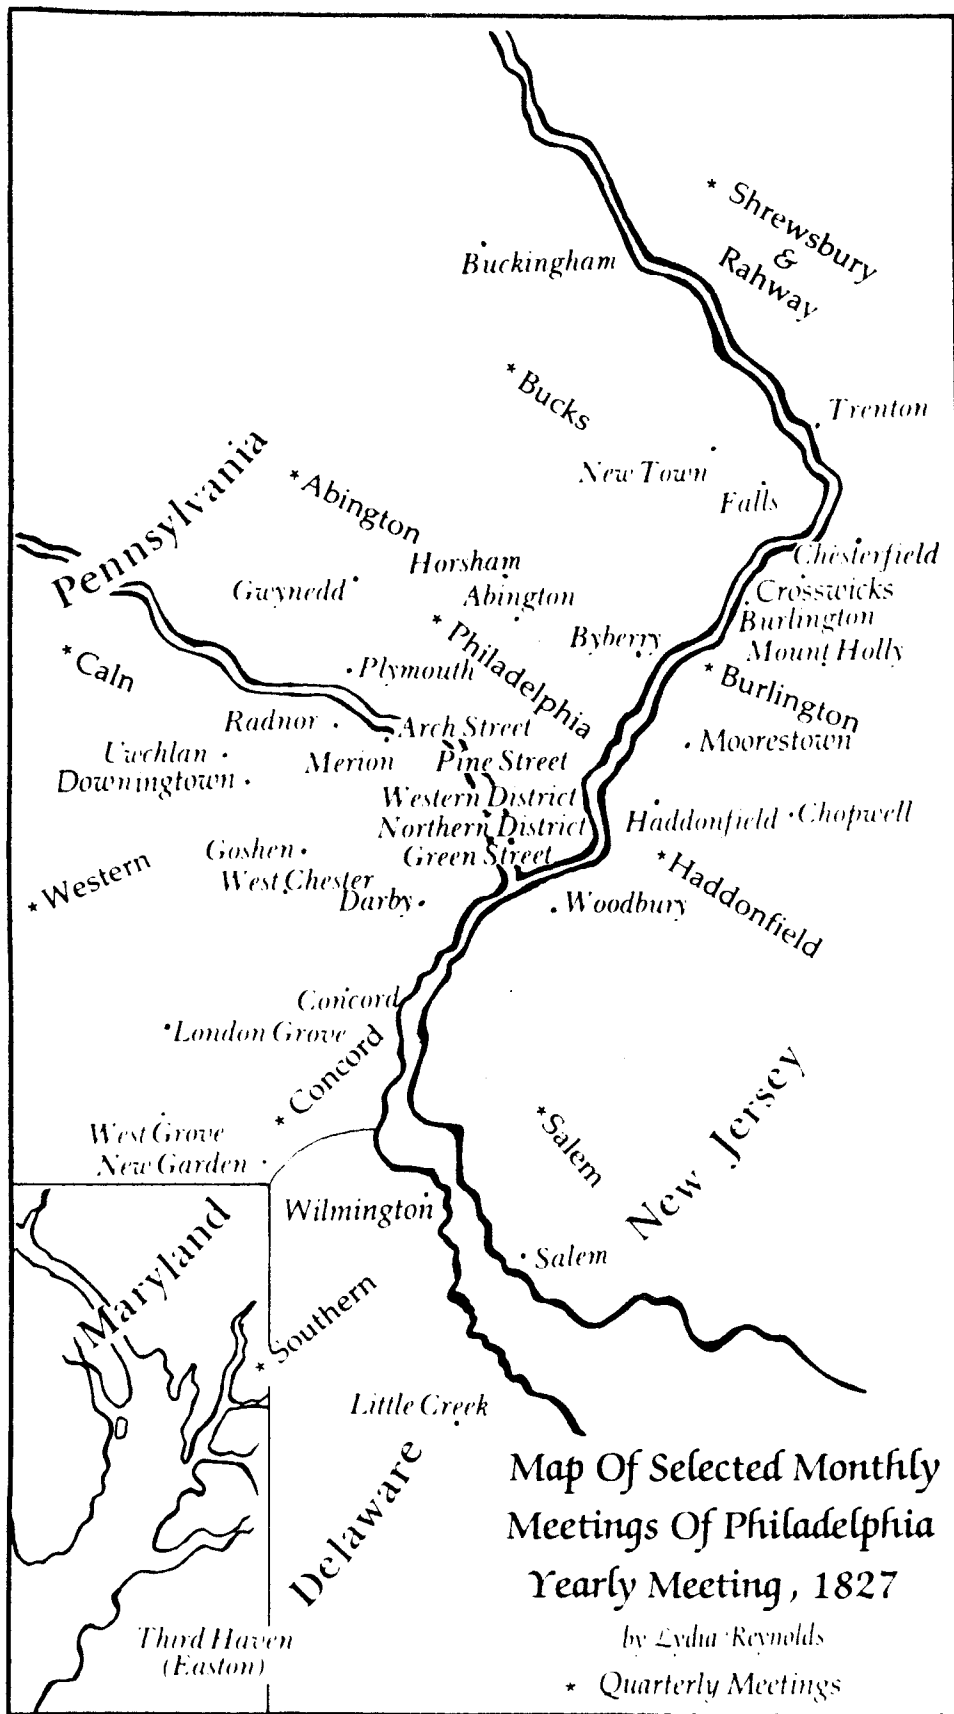 * Shrewsbury
&
Rahway
Buckingham
* Bucks
Trenton
New Town
Falls
Pennsylvania
* Abington
Chesterfield
Horsham
Gwynedd
Abington
Crosswicks
Burlington
* Philadelphia
Byberry
Mount Holly
* Caln
Plymouth
* Burlington
Radnor
Arch Street
Moorestown
Uwchlan
Merion
Pine Street
Downingtown
Western District
Haddonfield
Chopwell
Northern District
Goshen
Green Street
* Haddonfield
* Western
West Chester
Darby
Woodbury
Concord
London Grove
* Concord
West Grove
New Garden
* Salem
New Jersey
Wilmington
Maryland
Salem
* Southern
Little Creek
Delaware
Third Haven
(Easton)
Map Of Selected Monthly
Meetings Of Philadelphia
Yearly Meeting, 1827
by Lydia Reynolds
* Quarterly Meetings